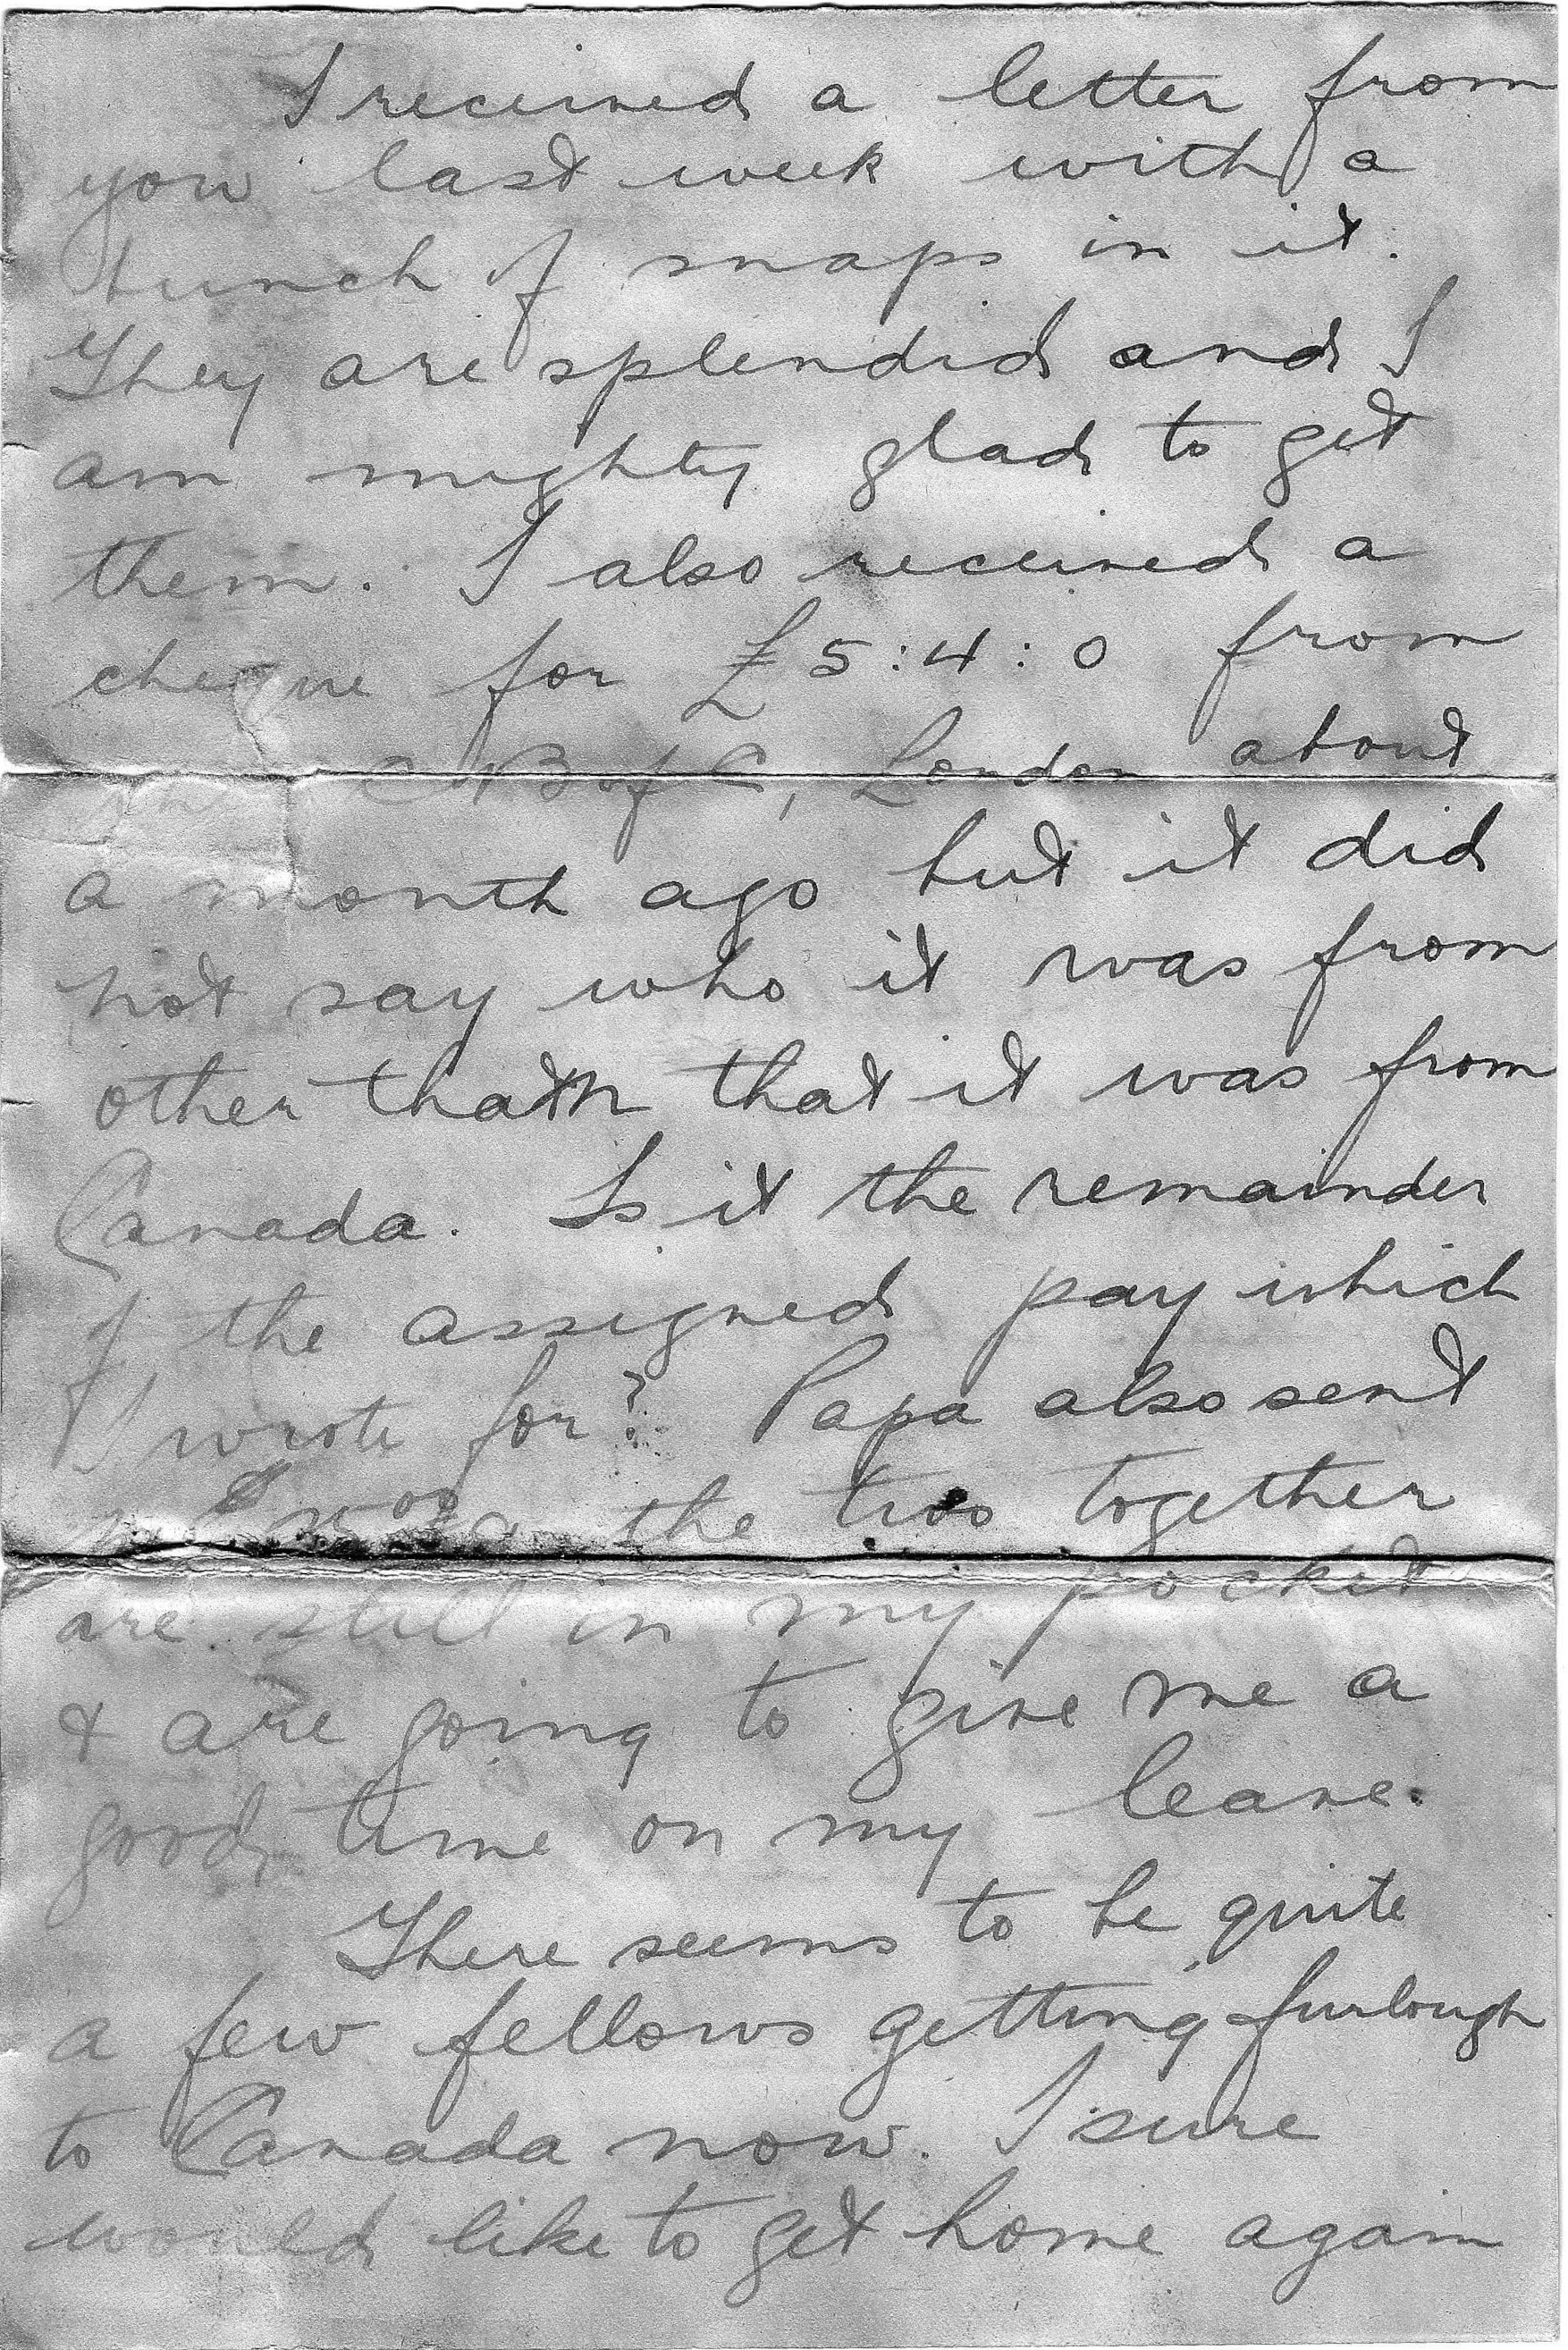 I received a letter from
you last week with a
bunch of snaps in it.
They are splendid and I
am mighty glad to get
them. I also received a
cheque for £5:4:0 from
the C B of C, London about
a month ago but it did
not say who it was from
other than that it was from
Canada. Is it the remainder
of the assigned pay which
I wrote for? Papa also sent
the two together
are still in my pocket
& are going to give me a
good time on my leave.
There seems to be quite
a few fellows getting furlough
to Canada now. I sure
would like to get home again